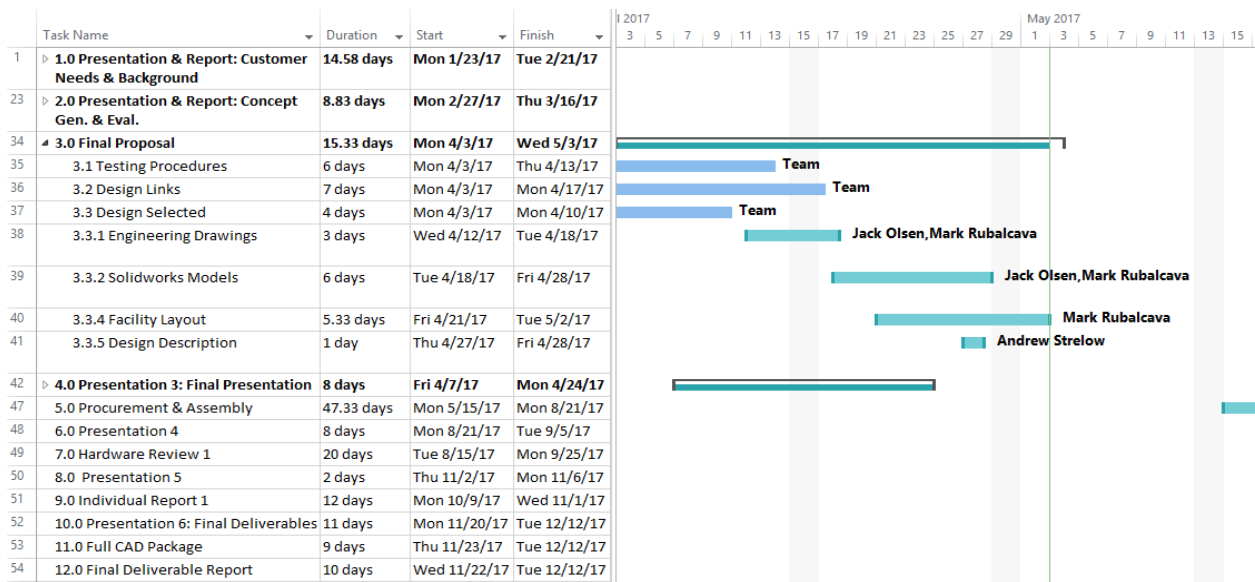 l 2017 May 2017
Task Name Duration Start Finish 3 5 7 9 11 13 15 17 19 21 23 25 27 29 1 3 5 7 9 11 13 15
1 1.0 Presentation & Report: Customer 14.58 days Mon 1/23/17 Tue 2/21/17
Needs & Background
23 2.0 Presentation & Report: Concept 8.83 days Mon 2/27/17 Thu 3/16/17
Gen. & Eval.
34 3.0 Final Proposal 15.33 days Mon 4/3/17 Wed 5/3/17
35 3.1 Testing Procedures 6 days Mon 4/3/17 Thu 4/13/17 Team
36 3.2 Design Links 7 days Mon 4/3/17 Mon 4/17/17 Team
37 3.3 Design Selected 4 days Mon 4/3/17 Mon 4/10/17 Team
38 3.3.1 Engineering Drawings 3 days Wed 4/12/17 Tue 4/18/17 Jack Olsen,Mark Rubalcava
39 3.3.2 Solidworks Models 6 days Tue 4/18/17 Fri 4/28/17 Jack Olsen,Mark Rubalcava
40 3.3.4 Facility Layout 5.33 days Fri 4/21/17 Tue 5/2/17 Mark Rubalcava
41 3.3.5 Design Description 1 day Thu 4/27/17 Fri 4/28/17 Andrew Strelow
42 4.0 Presentation 3: Final Presentation 8 days Fri 4/7/17 Mon 4/24/17
47 5.0 Procurement & Assembly 47.33 days Mon 5/15/17 Mon 8/21/17
48 6.0 Presentation 4 8 days Mon 8/21/17 Tue 9/5/17
49 7.0 Hardware Review 1 20 days Tue 8/15/17 Mon 9/25/17
50 8.0 Presentation 5 2 days Thu 11/2/17 Mon 11/6/17
51 9.0 Individual Report 1 12 days Mon 10/9/17 Wed 11/1/17
52 10.0 Presentation 6: Final Deliverables 11 days Mon 11/20/17 Tue 12/12/17
53 11.0 Full CAD Package 9 days Thu 11/23/17 Tue 12/12/17
54 12.0 Final Deliverable Report 10 days Wed 11/22/17 Tue 12/12/17